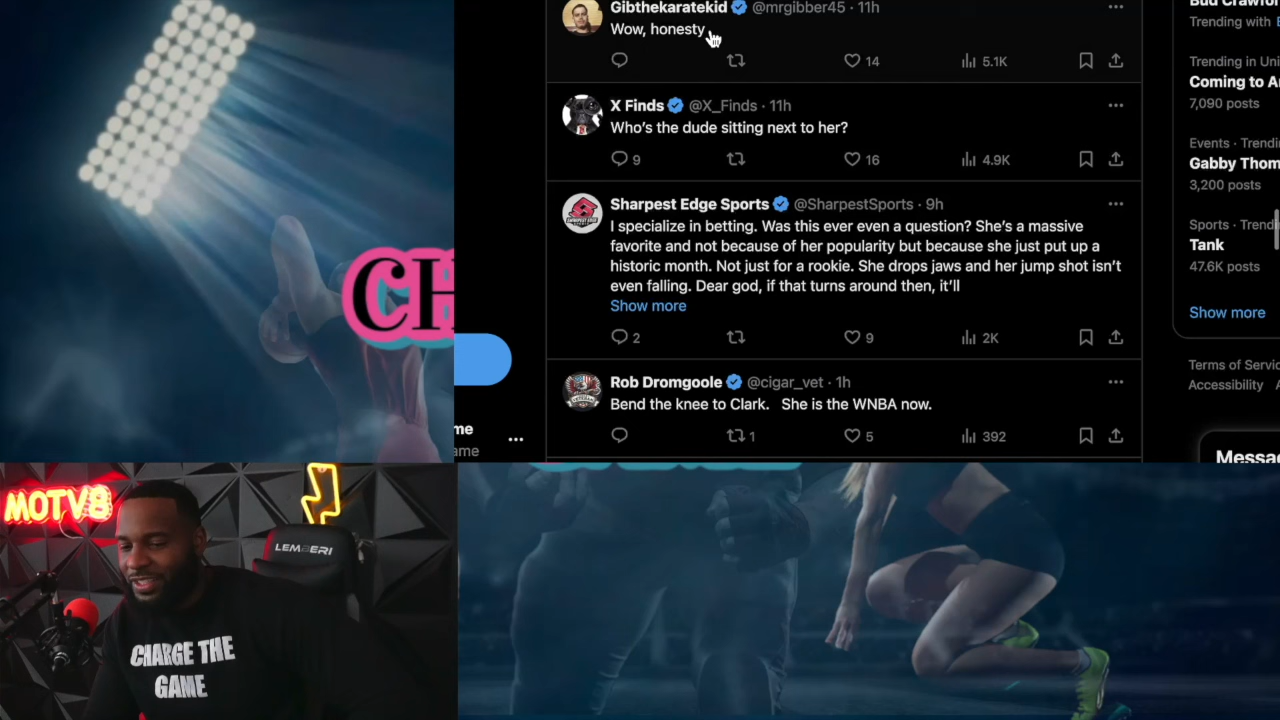 Gibthekaratekid @mrgibber45 · 11h
Wow, honesty
14 5.1K
X Finds @X_Finds · 11h
Who's the dude sitting next to her?
9 16 4.9K
Sharpest Edge Sports @SharpestSports · 9h
I specialize in betting. Was this ever even a question? She's a massive
favorite and not because of her popularity but because she just put up a
historic month. Not just for a rookie. She drops jaws and her jump shot isn't
even falling. Dear god, if that turns around then, it'll
Show more
2 9 2K
Rob Dromgoole @cigar_vet · 1h
Bend the knee to Clark. She is the WNBA now.
1 5 392
Bud Crawfor
Trending with
Trending in Uni
Coming to A
7,090 posts
Events · Trendi
Gabby Thom
3,200 posts
Sports · Trendi
Tank
47.6K posts
Show more
Terms of Servic
Accessibility
Messa
CH
me
ame
MOTV8
LEMBERI
CHARGE THE
GAME